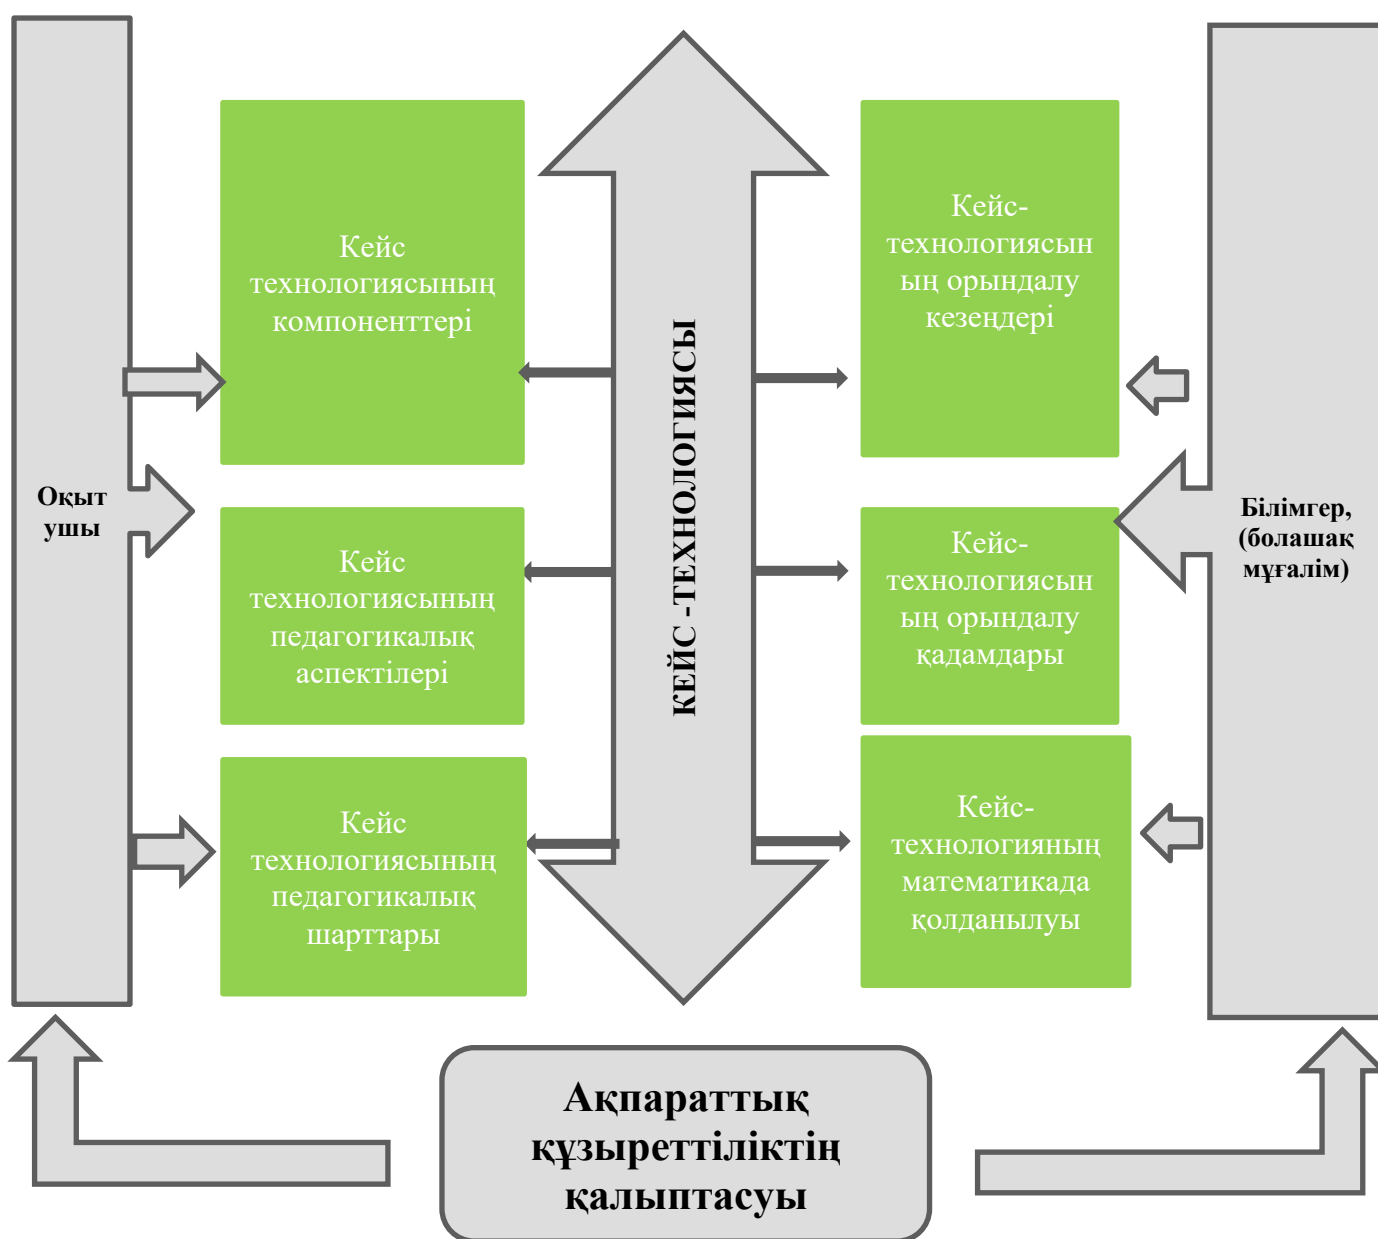 Оқыт
ушы
Кейс
технологиясының
компоненттері
Кейс
технологиясының
педагогикалық
аспектілері
Кейс
технологиясының
педагогикалық
шарттары
КЕЙС -ТЕХНОЛОГИЯСЫ
Кейс-
технологиясын
ың орындалу
кезеңдері
Кейс-
технологиясын
ың орындалу
қадамдары
Кейс-
технологияның
математикада
қолданылуы
Білімгер,
(болашақ
мұғалім)
Ақпараттық
құзыреттіліктің
қалыптасуы